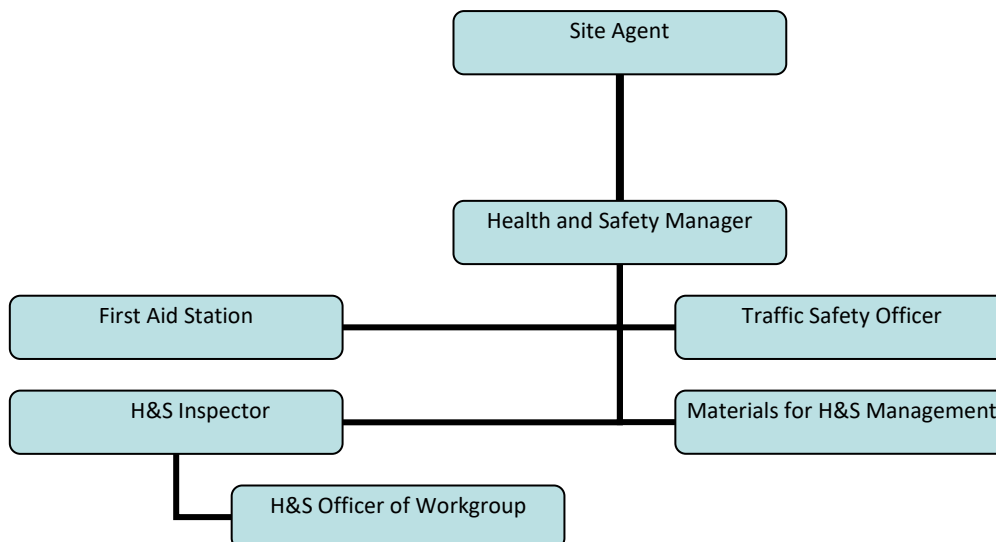 Site Agent
Health and Safety Manager
First Aid Station
Traffic Safety Officer
H&S Inspector
Materials for H&S Management
H&S Officer of Workgroup